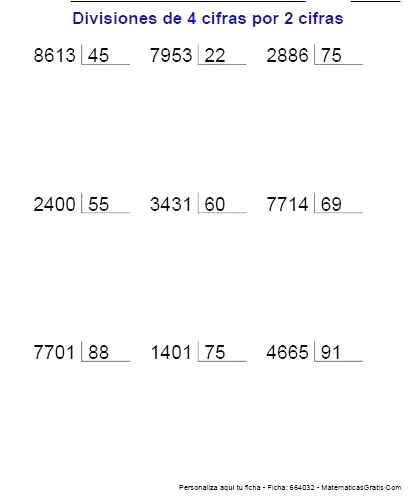 Divisiones de 4 cifras por 2 cifras
8613 45 7953 22 2886 75
2400 55 3431 60 7714 69
7701 88 1401 75 4665 91
Personaliza aqui tu ficha - Ficha: 664032 - MatematicasGratis·Com